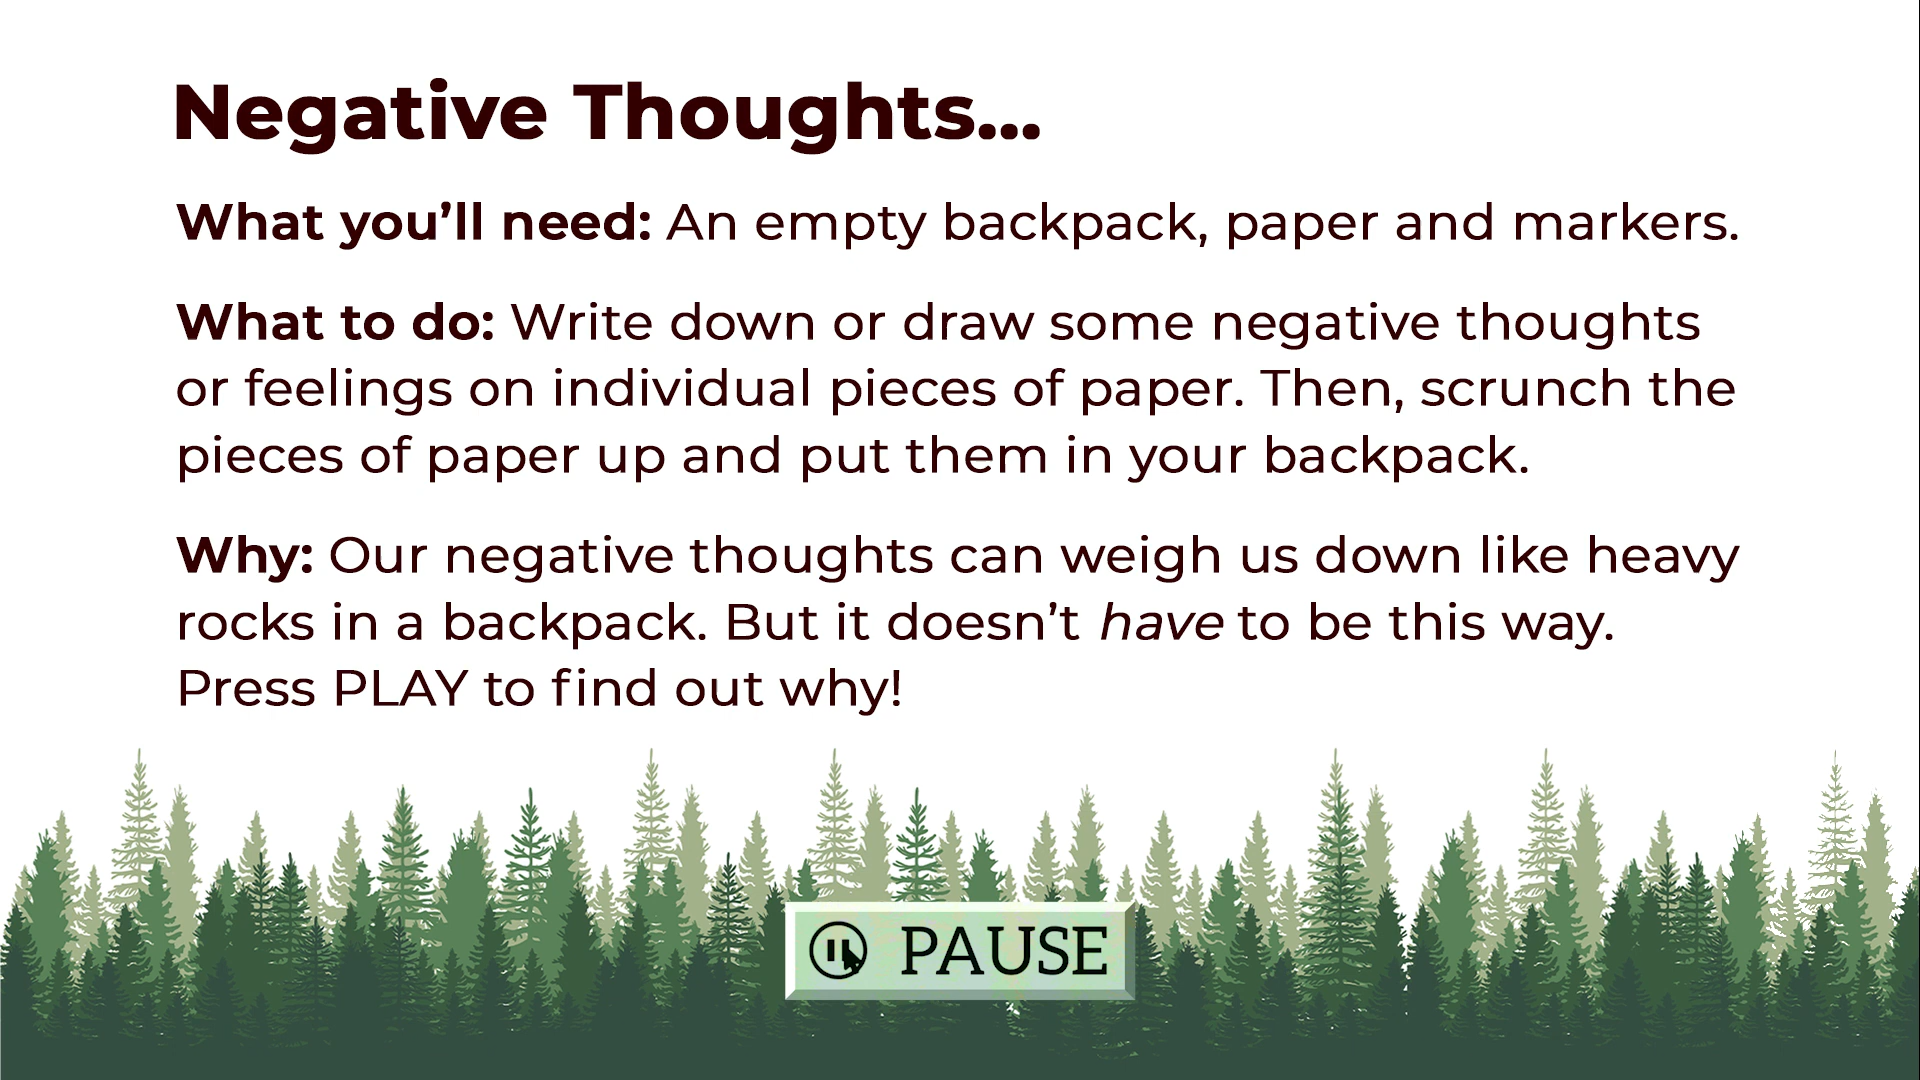 Negative Thoughts...
What you’ll need: An empty backpack, paper and markers.
What to do: Write down or draw some negative thoughts
or feelings on individual pieces of paper. Then, scrunch the
pieces of paper up and put them in your backpack.
Why: Our negative thoughts can weigh us down like heavy
rocks in a backpack. But it doesn’t have to be this way.
Press PLAY to find out why!
PAUSE